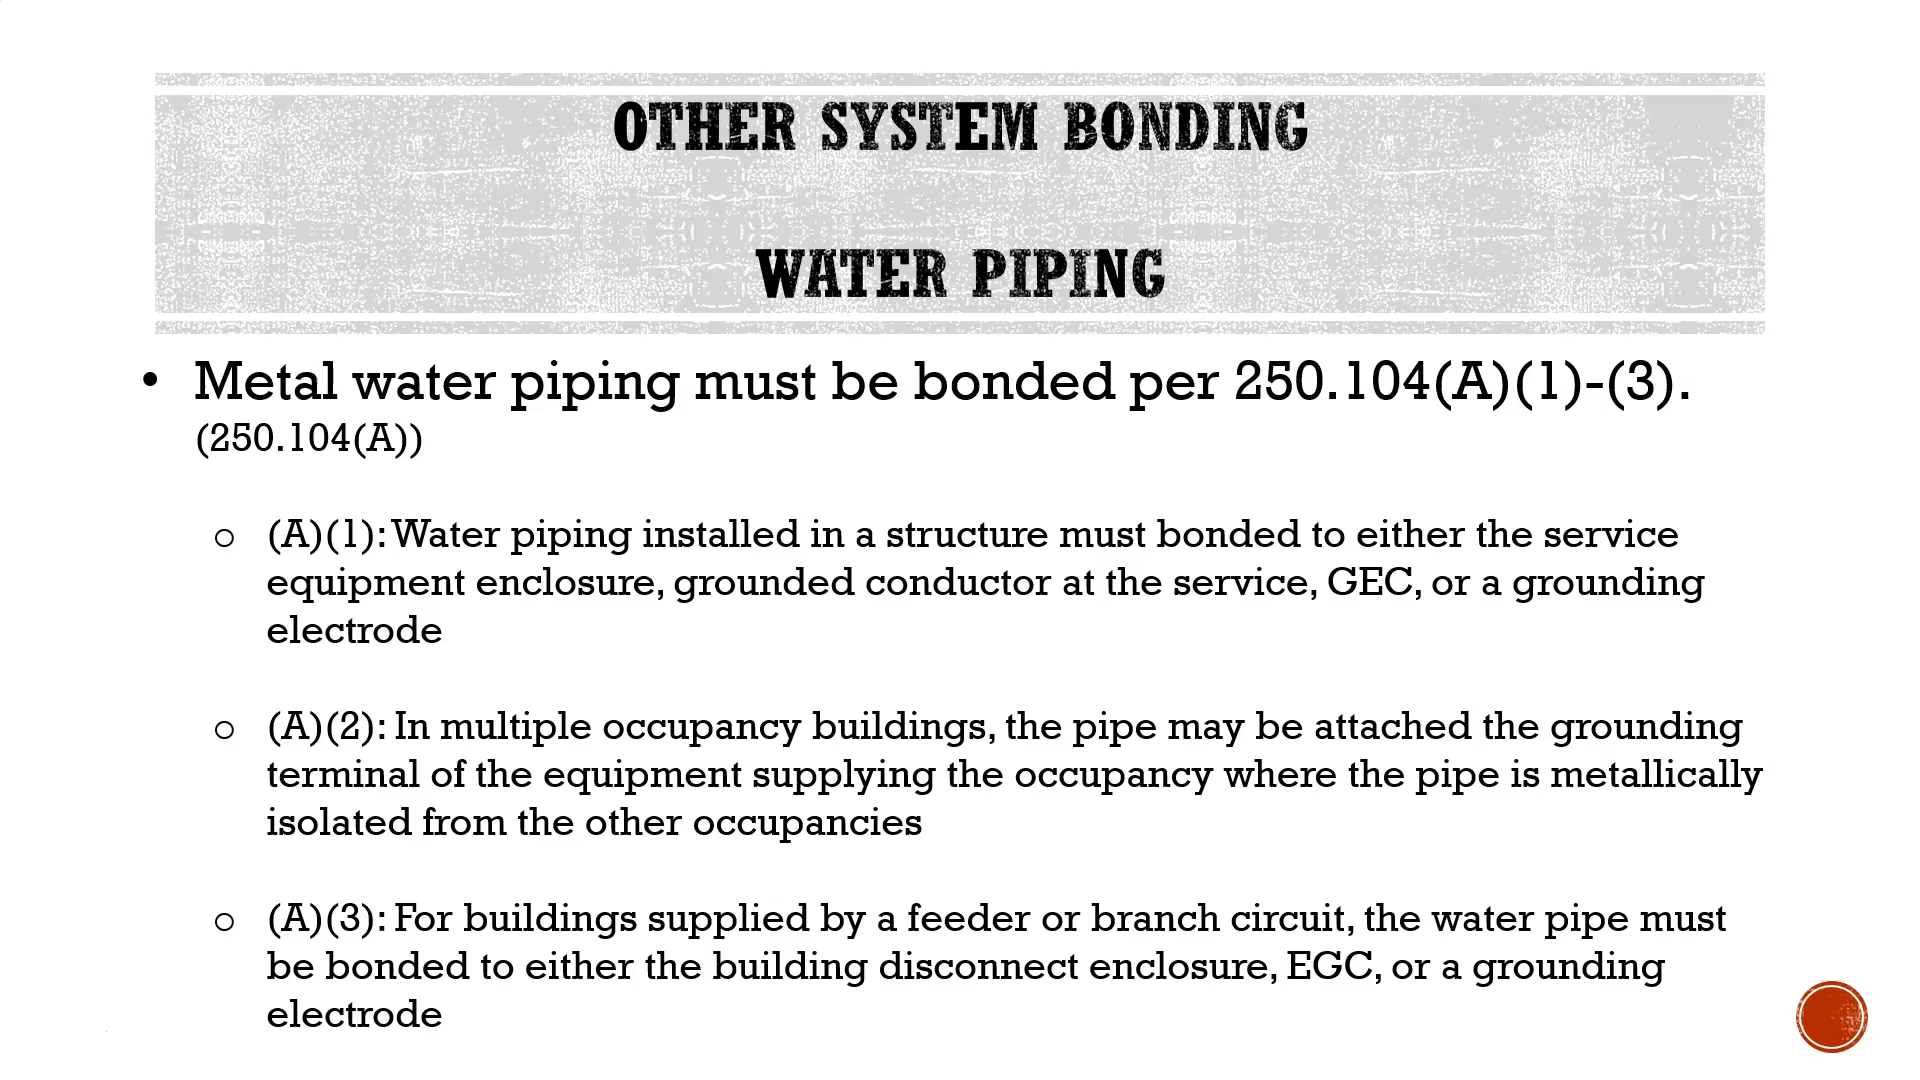 OTHER SYSTEM BONDING
WATER PIPING
• Metal water piping must be bonded per 250.104(A)(1)-(3).
(250.104(A))
o (A)(1): Water piping installed in a structure must bonded to either the service
equipment enclosure, grounded conductor at the service, GEC, or a grounding
electrode
o (A)(2): In multiple occupancy buildings, the pipe may be attached the grounding
terminal of the equipment supplying the occupancy where the pipe is metallically
isolated from the other occupancies
o (A)(3): For buildings supplied by a feeder or branch circuit, the water pipe must
be bonded to either the building disconnect enclosure, EGC, or a grounding
electrode